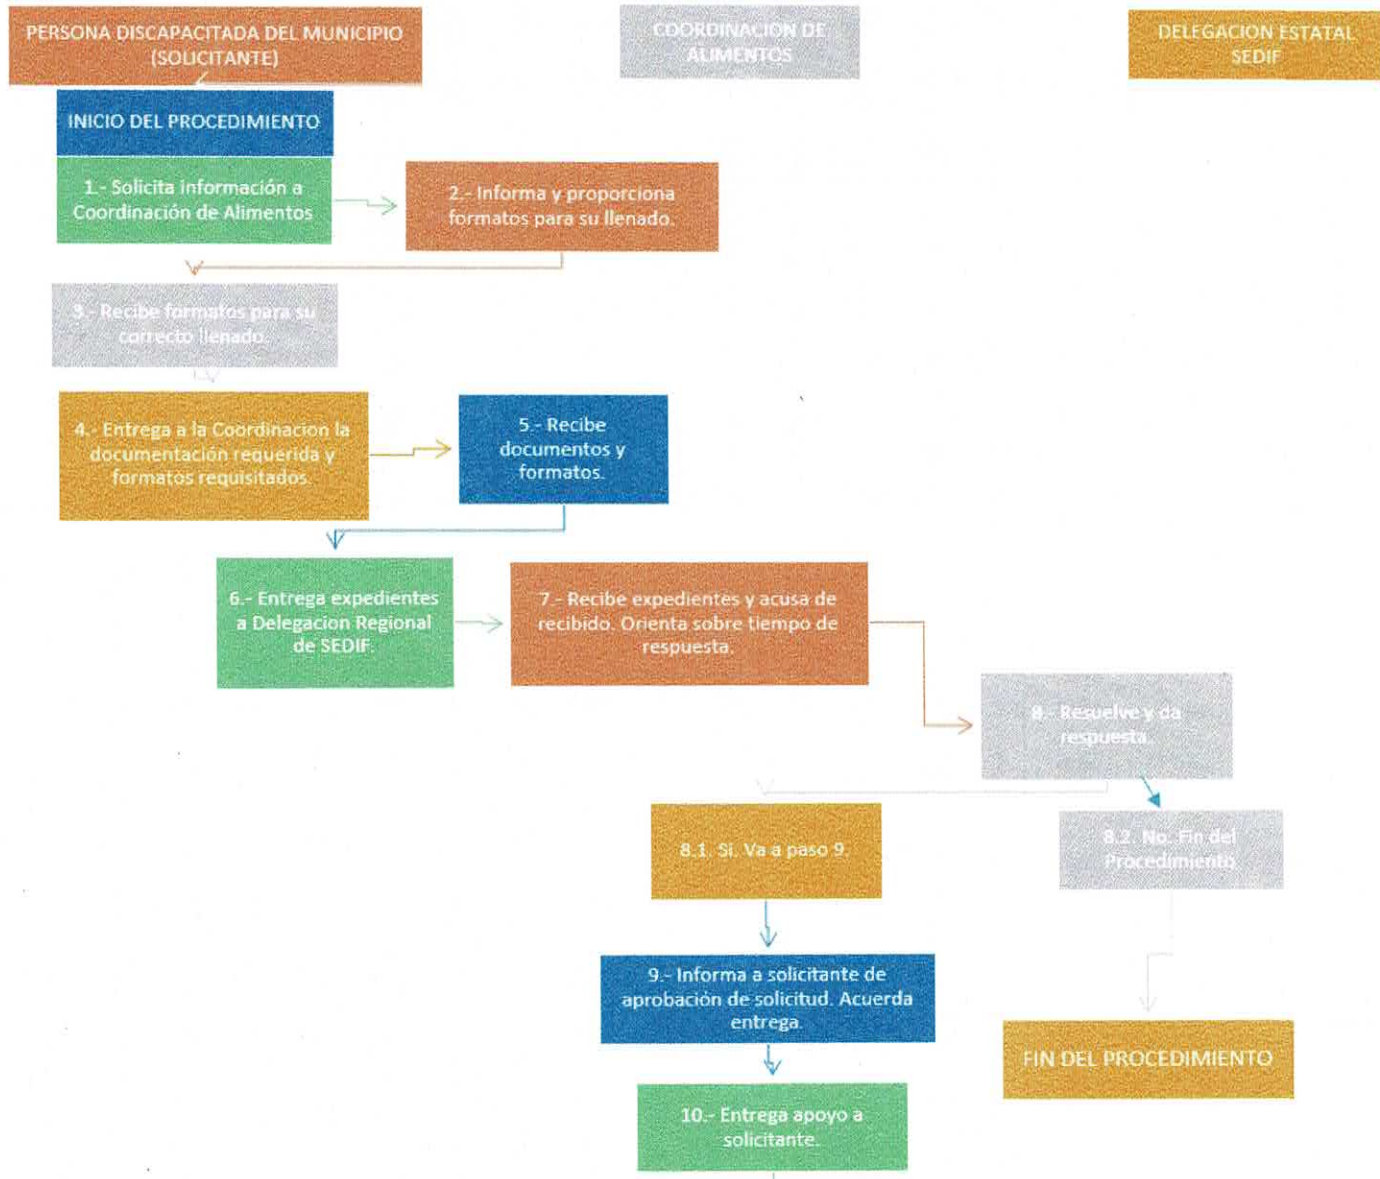 PERSONA DISCAPACITADA DEL MUNICIPIO
(SOLICITANTE)
COORDINACION DE
ALIMENTOS
DELEGACION ESTATAL
SEDIF
INICIO DEL PROCEDIMIENTO
1.- Solicita información a
Coordinación de Alimentos
2.- Informa y proporciona
formatos para su llenado.
3.- Recibe formatos para su
correcto llenado.
4.- Entrega a la Coordinacion la
documentación requerida y
formatos requisitados.
5.- Recibe
documentos y
formatos.
6.- Entrega expedientes
a Delegacion Regional
de SEDIF.
7.- Recibe expedientes y acusa de
recibido. Orienta sobre tiempo de
respuesta.
8.- Resuelve y da
respuesta.
8.1. Si. Va a paso 9.
8.2. No. Fin del
Procedimiento
9.- Informa a solicitante de
aprobación de solicitud. Acuerda
entrega.
FIN DEL PROCEDIMIENTO
10.- Entrega apoyo a
solicitante.